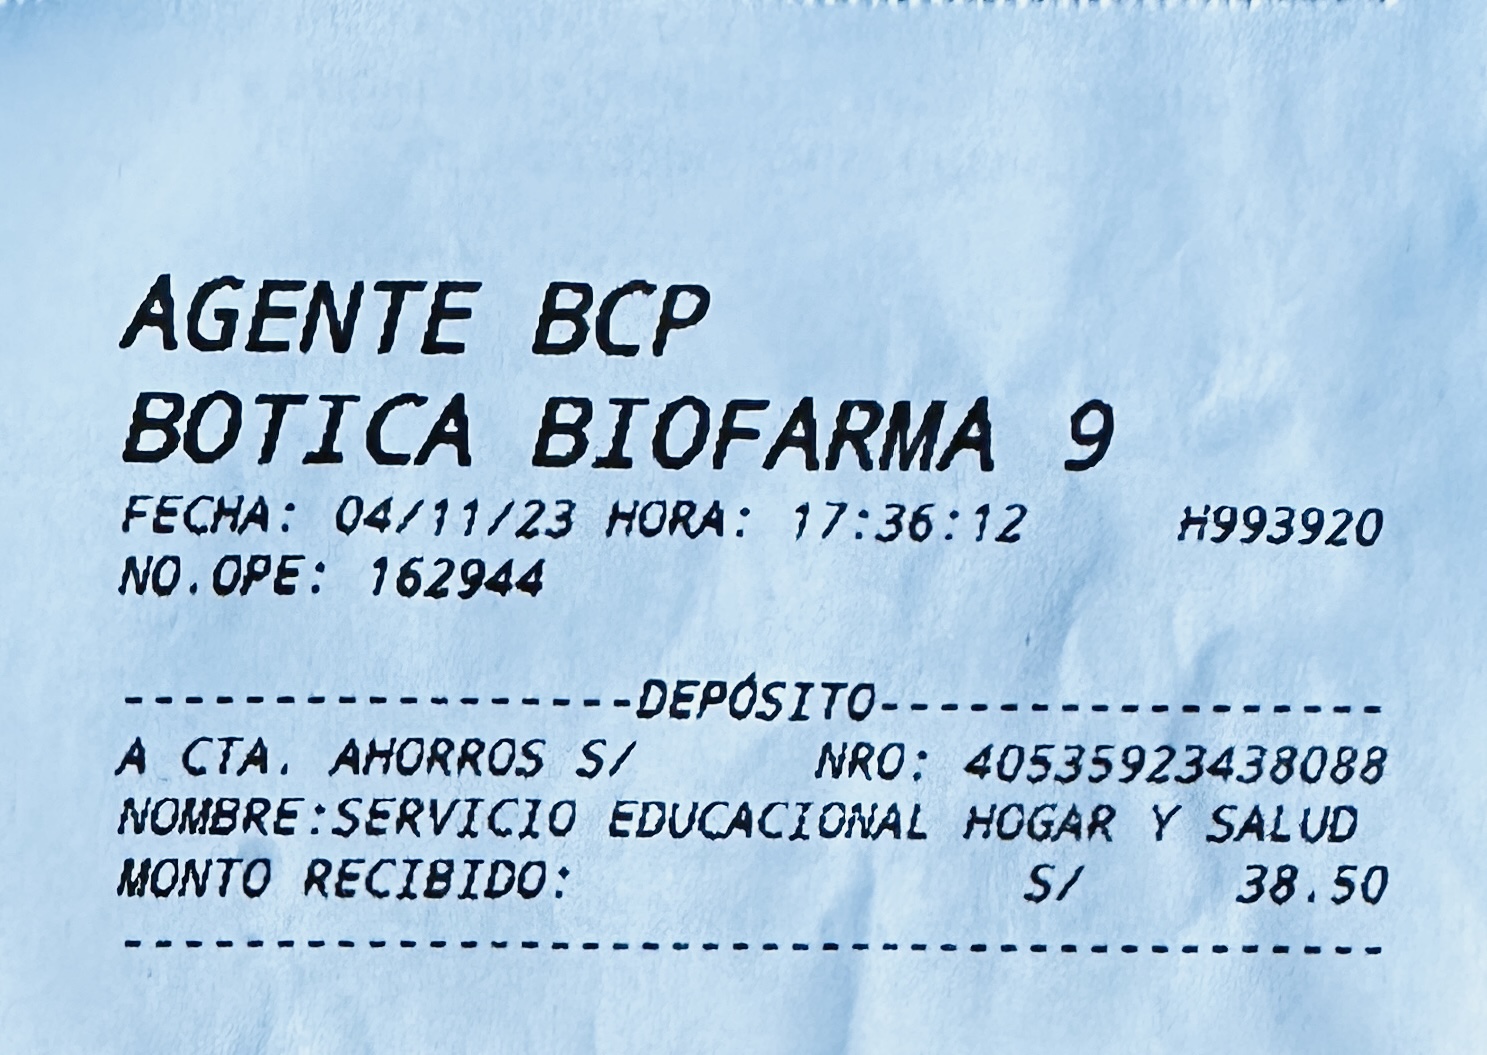 AGENTE BCP
BOTICA BIOFARMA 9
FECHA: 04/11/23 HORA: 17:36:12 H993920
NO.OPE: 162944
------------------DEPÓSITO------------------
A CTA. AHORROS S/ NRO: 40535923438088
NOMBRE:SERVICIO EDUCACIONAL HOGAR Y SALUD
MONTO RECIBIDO: S/ 38.50
------------------------------------------